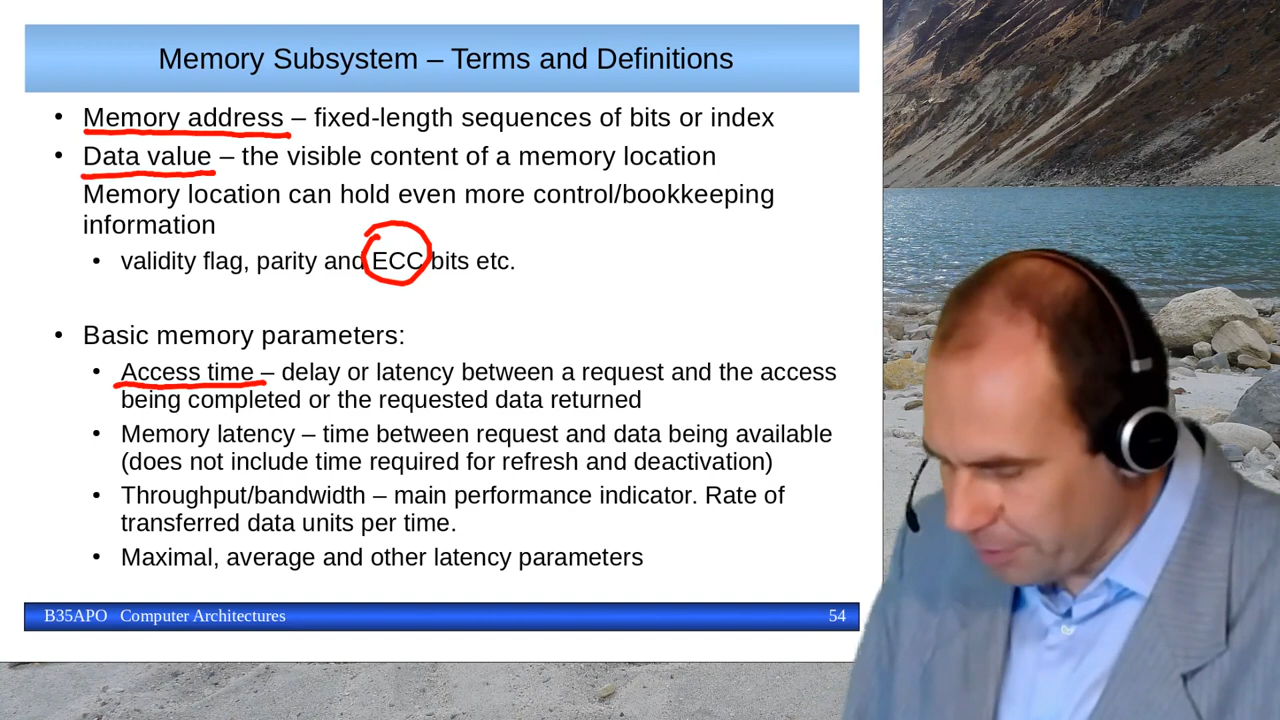 Memory Subsystem – Terms and Definitions
• Memory address – fixed-length sequences of bits or index
• Data value – the visible content of a memory location
Memory location can hold even more control/bookkeeping
information
• validity flag, parity and ECC bits etc.
• Basic memory parameters:
• Access time – delay or latency between a request and the access
being completed or the requested data returned
• Memory latency – time between request and data being available
(does not include time required for refresh and deactivation)
• Throughput/bandwidth – main performance indicator. Rate of
transferred data units per time.
• Maximal, average and other latency parameters
B35APO Computer Architectures 54